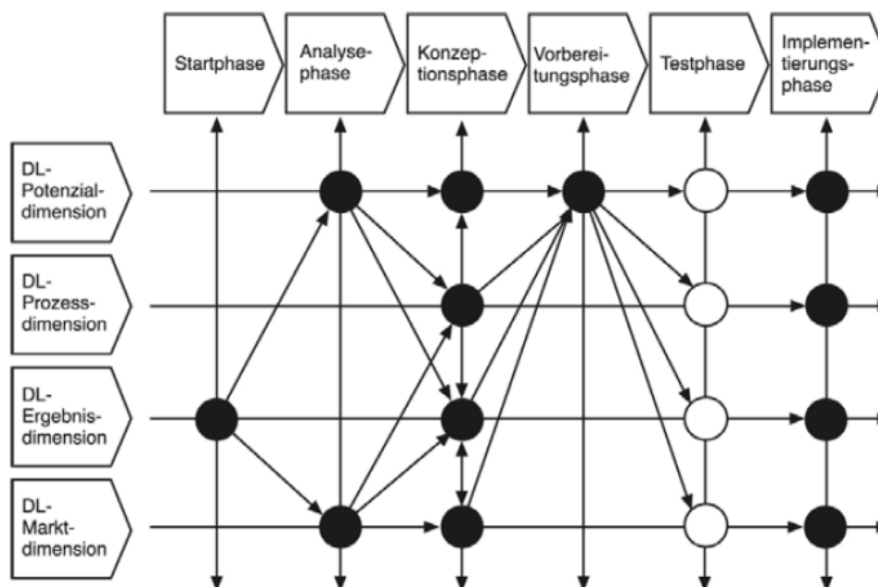 Startphase
Analyse-
phase
Konzep-
tionsphase
Vorberei-
tungsphase
Testphase
Implemen-
tierungs-
phase
DL-
Potenzial-
dimension
DL-
Prozess-
dimension
DL-
Ergebnis-
dimension
DL-
Markt-
dimension